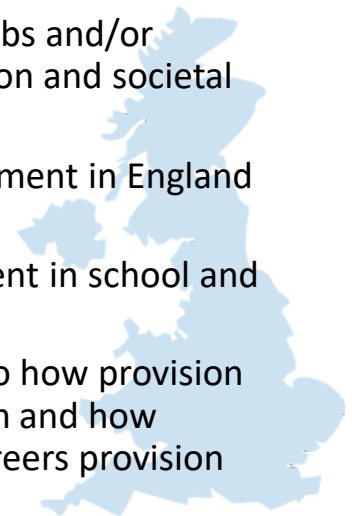 bs and/or
on and societal
ment in England
ent in school and
o how provision
n and how
reers provision